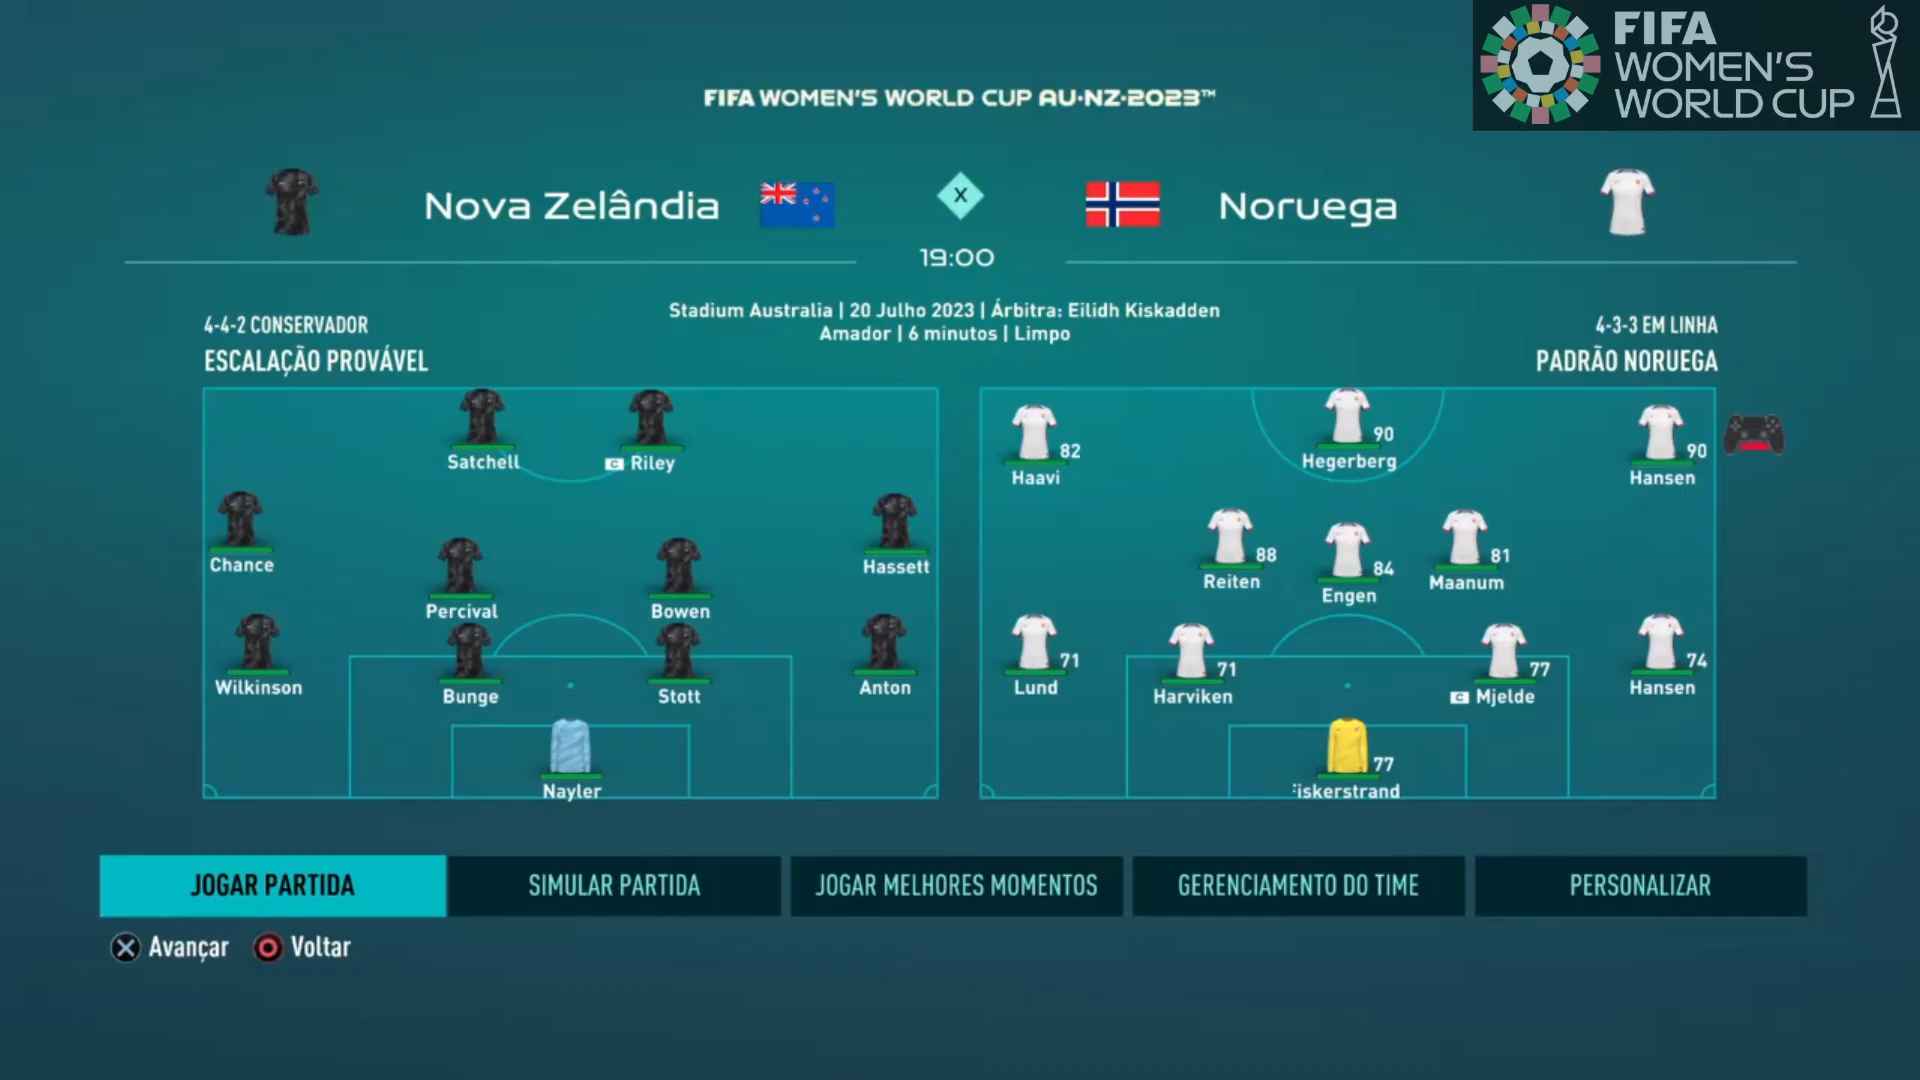 FIFA
WOMEN'S
WORLD CUP
FIFA WOMEN'S WORLD CUP AU·NZ·2023™
Nova Zelândia
X
Noruega
19:00
Stadium Australia | 20 Julho 2023 | Árbitra: Eilidh Kiskadden
Amador | 6 minutos | Limpo
4-4-2 CONSERVADOR
ESCALAÇÃO PROVÁVEL
4-3-3 EM LINHA
PADRÃO NORUEGA
Satchell
C Riley
Chance
Hassett
Percival
Bowen
Wilkinson
Bunge
Stott
Anton
Nayler
82
Haavi
90
Hegerberg
90
Hansen
88
Reiten
84
Engen
81
Maanum
71
Lund
71
Harviken
77
C Mjelde
74
Hansen
77
iskerstrand
JOGAR PARTIDA
SIMULAR PARTIDA
JOGAR MELHORES MOMENTOS
GERENCIAMENTO DO TIME
PERSONALIZAR
Avançar
Voltar